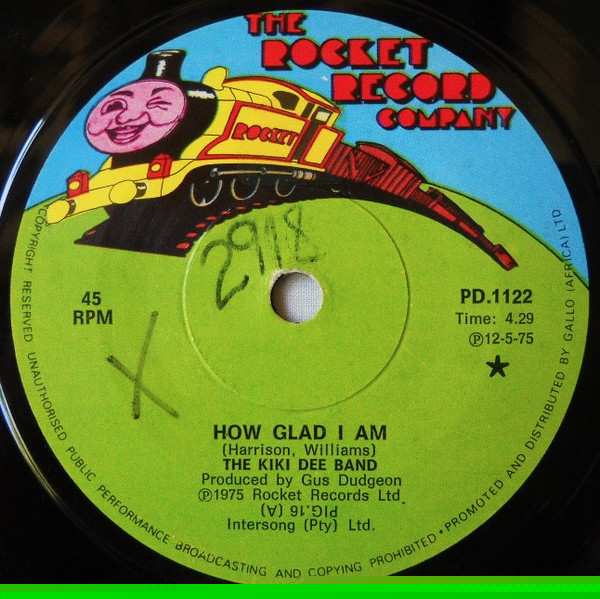 THE
ROCKET
RECORD
COMPANY
ROCKET
2918
45
RPM
PD.1122
Time: 4.29
Ⓟ12-5-75
★
X
HOW GLAD I AM
(Harrison, Williams)
THE KIKI DEE BAND
Produced by Gus Dudgeon
Ⓟ1975 Rocket Records Ltd
PIG.16 (A)
Intersong (Pty) Ltd.
COPYRIGHT RESERVED UNAUTHORISED PUBLIC PERFORMANCE BROADCASTING AND COPYING PROHIBITED • PROMOTED AND DISTRIBUTED BY GALLO (AFRICA) LTD